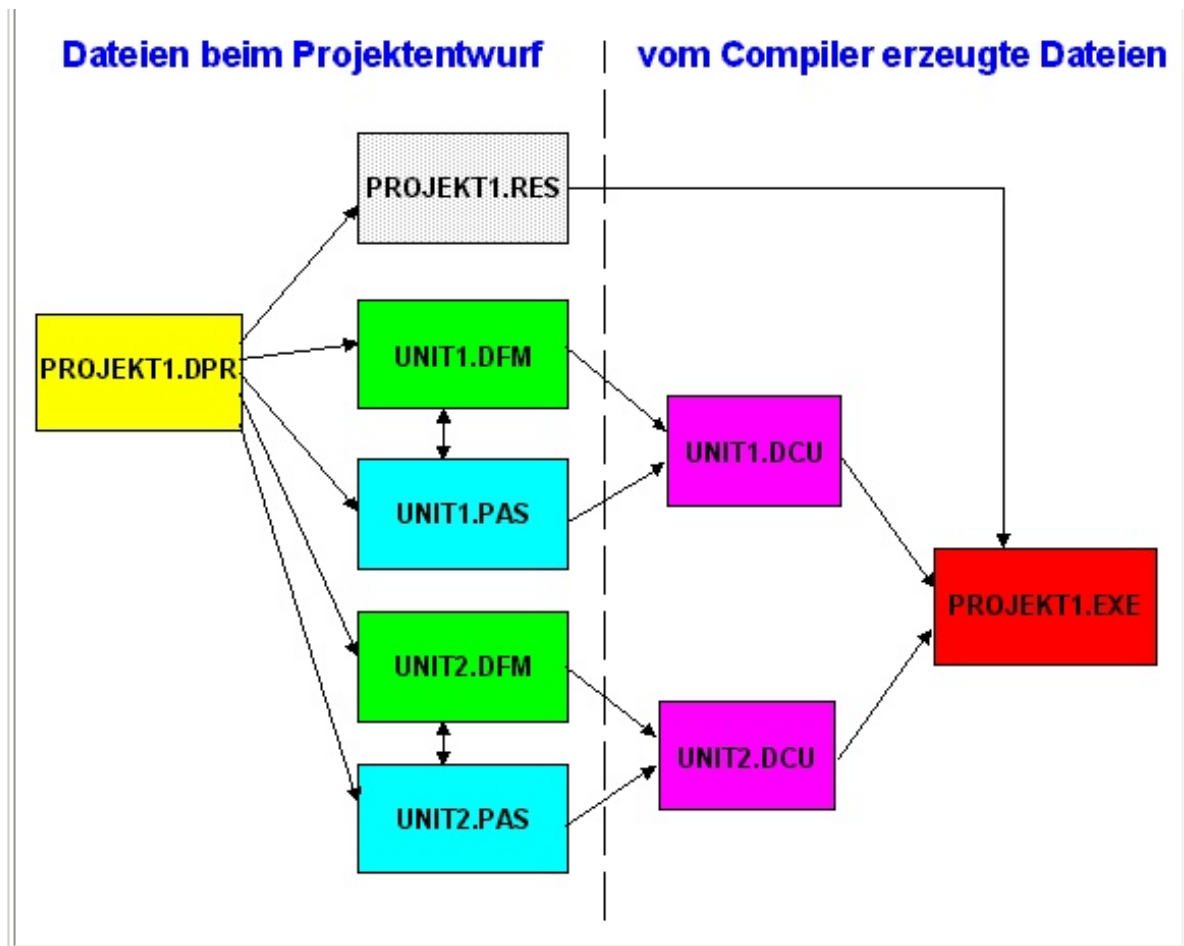 Dateien beim Projektentwurf
vom Compiler erzeugte Dateien
PROJEKT1.RES
PROJEKT1.DPR
UNIT1.DFM
UNIT1.DCU
UNIT1.PAS
PROJEKT1.EXE
UNIT2.DFM
UNIT2.DCU
UNIT2.PAS